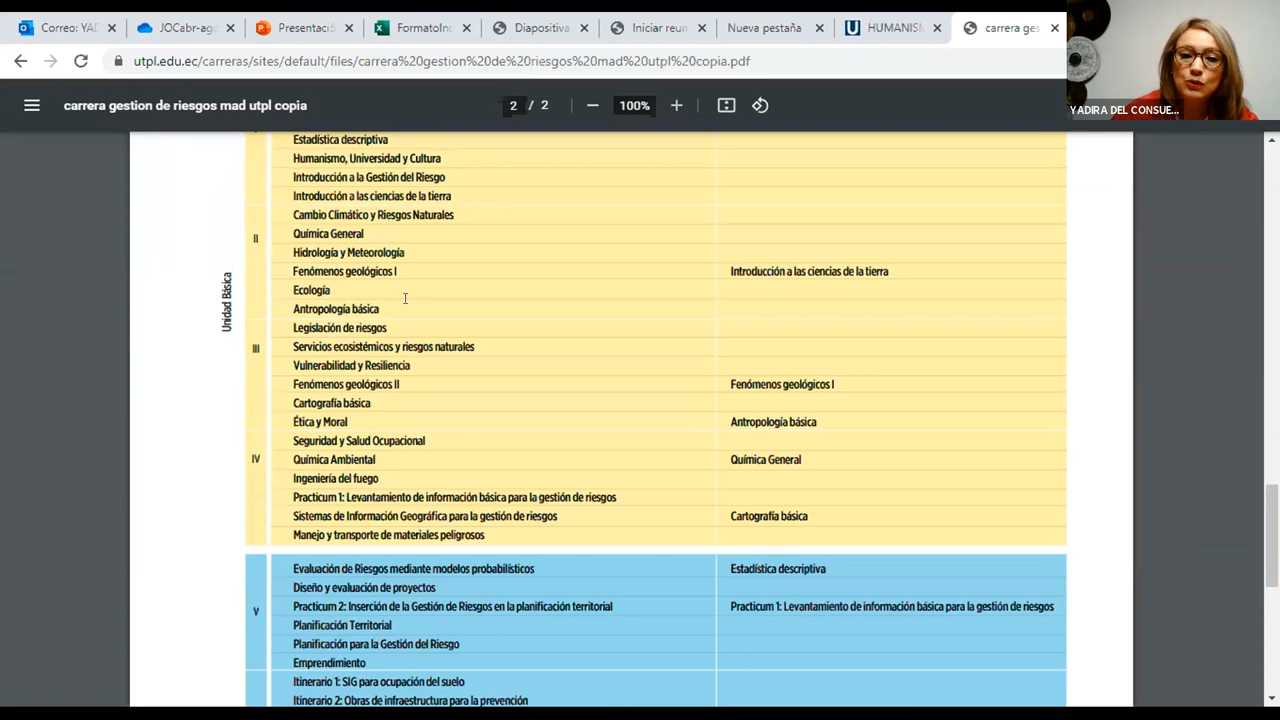 Correo: YAD
JOCabr-ago
Presentació
FormatoInc
Diapositiva
Iniciar reun
Nueva pestaña
HUMANISM
carrera ges
utpl.edu.ec/carreras/sites/default/files/carrera%20gestion%20de%20riesgos%20mad%20utpl%20copia.pdf
carrera gestion de riesgos mad utpl copia
2 / 2
100%
YADIRA DEL CONSUE...
Estadística descriptiva
Humanismo, Universidad y Cultura
Introducción a la Gestión del Riesgo
Introducción a las ciencias de la tierra
Unidad Básica
II
Cambio Climático y Riesgos Naturales
Química General
Hidrología y Meteorología
Fenómenos geológicos I Introducción a las ciencias de la tierra
Ecología
Antropología básica
III
Legislación de riesgos
Servicios ecosistémicos y riesgos naturales
Vulnerabilidad y Resiliencia
Fenómenos geológicos II Fenómenos geológicos I
Cartografía básica
Ética y Moral Antropología básica
IV
Seguridad y Salud Ocupacional
Química Ambiental Química General
Ingeniería del fuego
Practicum 1: Levantamiento de información básica para la gestión de riesgos
Sistemas de Información Geográfica para la gestión de riesgos Cartografía básica
Manejo y transporte de materiales peligrosos
V
Evaluación de Riesgos mediante modelos probabilísticos Estadística descriptiva
Diseño y evaluación de proyectos
Practicum 2: Inserción de la Gestión de Riesgos en la planificación territorial Practicum 1: Levantamiento de información básica para la gestión de riesgos
Planificación Territorial
Planificación para la Gestión del Riesgo
Emprendimiento
Itinerario 1: SIG para ocupación del suelo
Itinerario 2: Obras de infraestructura para la prevención